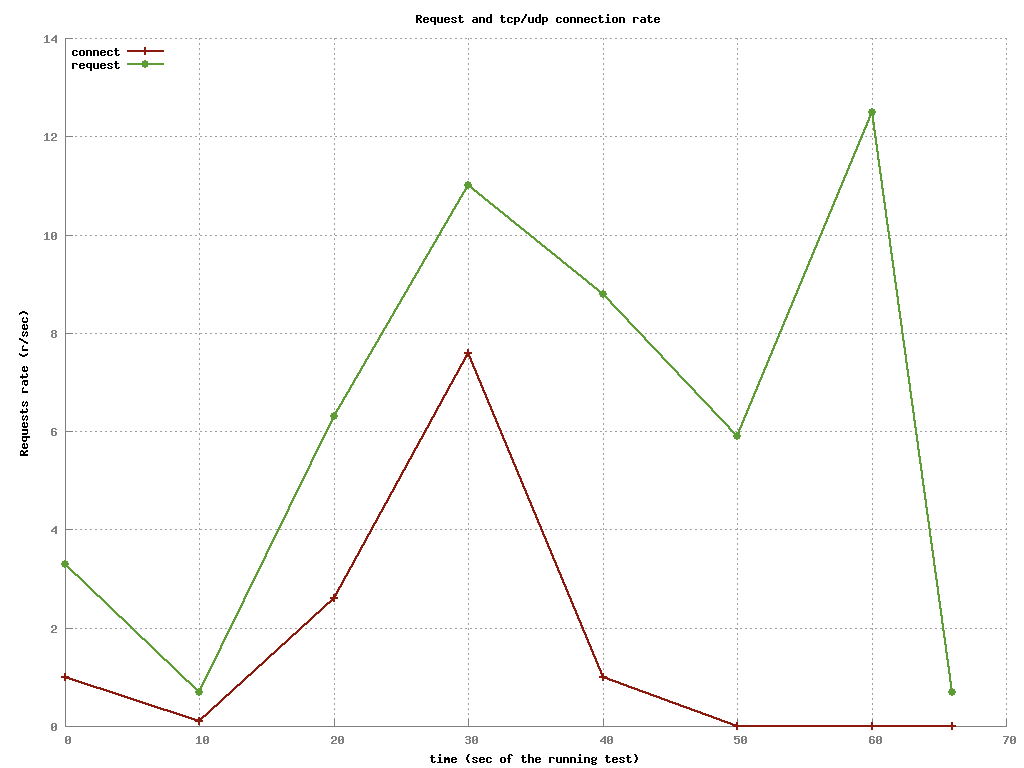 Request and tcp/udp connection rate
connect
request
14
12
10
8
6
4
2
0
Requests rate (r/sec)
0 10 20 30 40 50 60 70
time (sec of the running test)